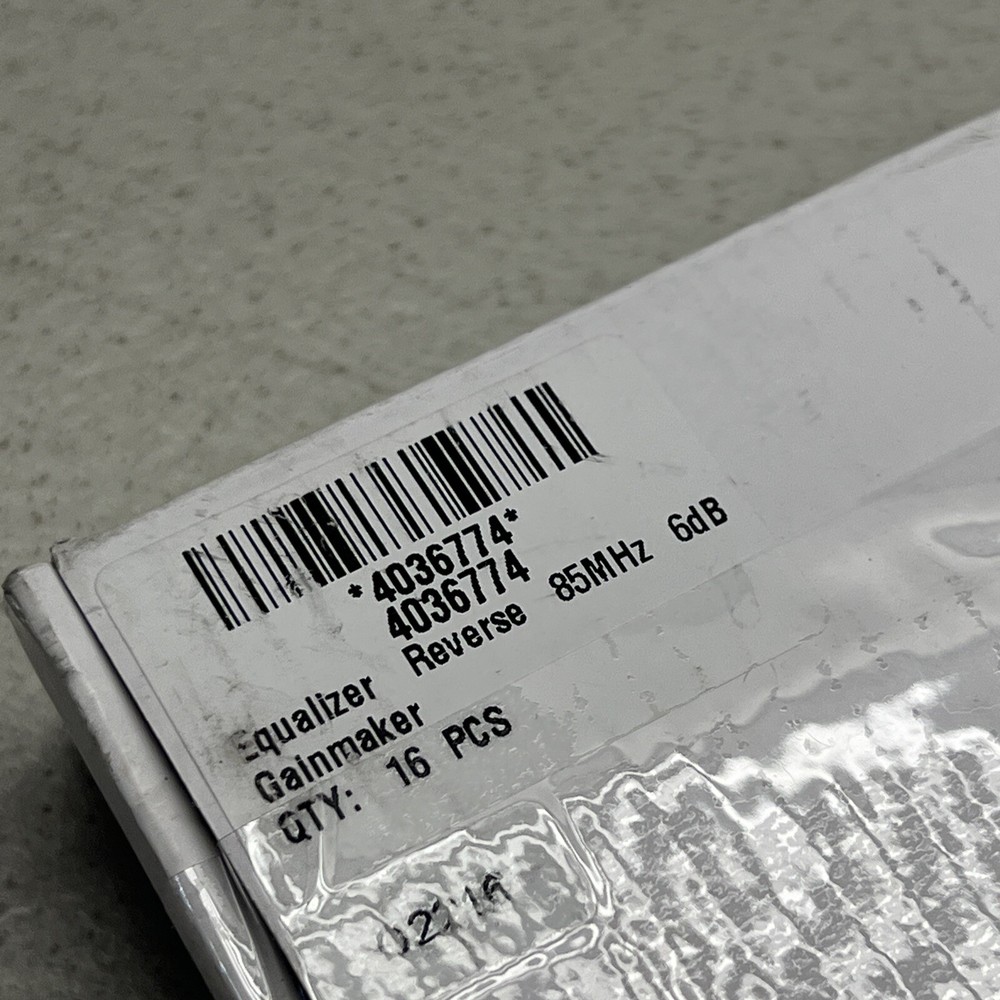 *4036774*
4036774
Equalizer Reverse 85MHz 6dB
Gainmaker
QTY: 16 PCS